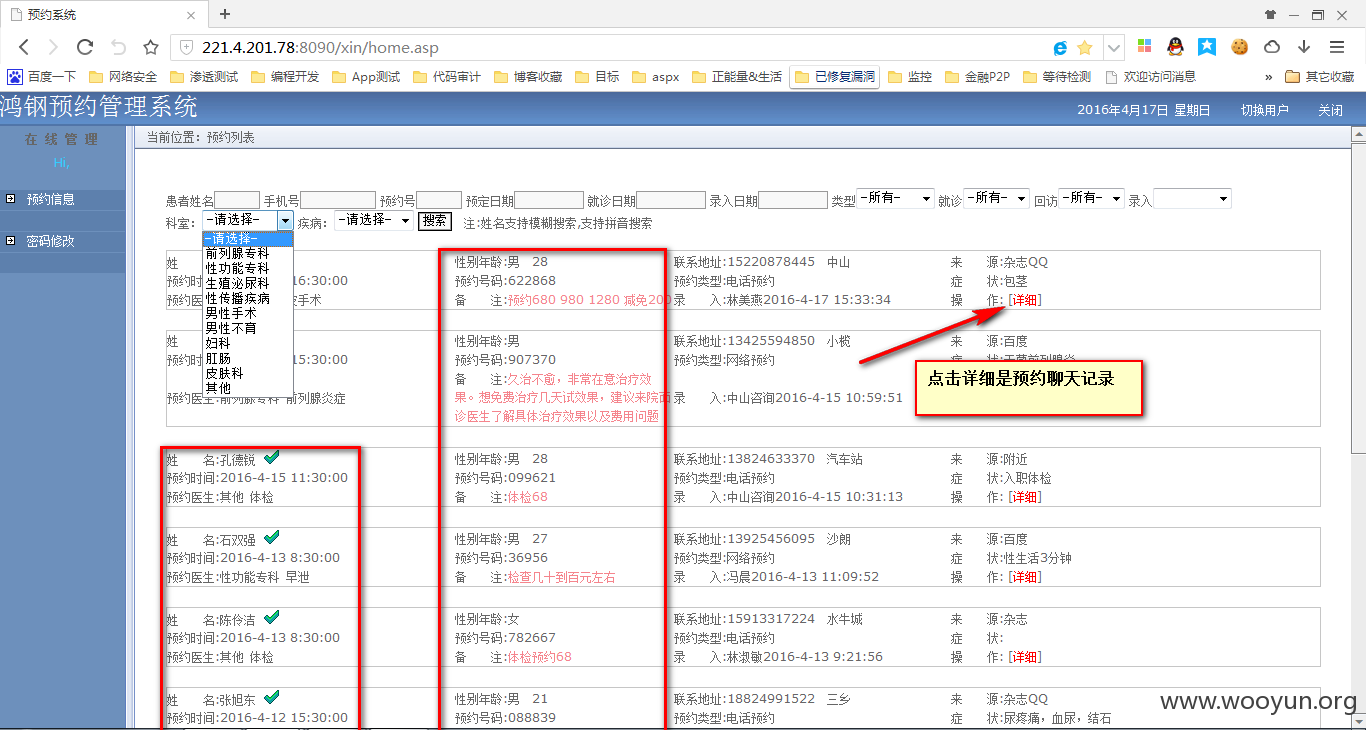 预约系统
221.4.201.78:8090/xin/home.asp
百度一下 网络安全 渗透测试 编程开发 App测试 代码审计 博客收藏 目标 aspx 正能量&生活 已修复漏洞 监控 金融P2P 等待检测 欢迎访问消息 » 其它收藏
鸿钢预约管理系统 2016年4月17日 星期日 切换用户 关闭
在线管理 当前位置：预约列表
Hi,
预约信息
密码修改
患者姓名 手机号 预约号 预定日期 就诊日期 录入日期 类型 -所有- 就诊 -所有- 回访 -所有- 录入
科室： -请选择- 疾病： -请选择- 搜索 注:姓名支持模糊搜索,支持拼音搜索
-请选择-
前列腺专科
性功能专科
生殖泌尿科
性传播疾病
男性手术
男性不育
妇科
肛肠
皮肤科
其他
姓 性别年龄:男 28 联系地址:15220878445 中山 来 源:杂志QQ
预约时 16:30:00 预约号码:622868 预约类型:电话预约 症 状:包茎
预约医 手术 备 注:预约680 980 1280 减免200 录 入:林美燕2016-4-17 15:33:34 操 作: [详细]
姓 性别年龄:男 联系地址:13425594850 小榄 来 源:百度
预约时 15:30:00 预约号码:907370 预约类型:网络预约
备 注:久治不愈，非常在意治疗效
果。想免费治疗几天试效果，建议来院面
诊医生了解具体治疗效果以及费用问题
预约医生:前列腺专科 前列腺炎症 录 入:中山咨询2016-4-15 10:59:51
点击详细是预约聊天记录
姓 名:孔德锐 性别年龄:男 28 联系地址:13824633370 汽车站 来 源:附近
预约时间:2016-4-15 11:30:00 预约号码:099621 预约类型:电话预约 症 状:入职体检
预约医生:其他 体检 备 注:体检68 录 入:中山咨询2016-4-15 10:31:13 操 作: [详细]
姓 名:石双强 性别年龄:男 27 联系地址:13925456095 沙朗 来 源:百度
预约时间:2016-4-13 8:30:00 预约号码:36956 预约类型:网络预约 症 状:性生活3分钟
预约医生:性功能专科 早泄 备 注:检查几十到百元左右 录 入:冯晨2016-4-13 11:09:52 操 作: [详细]
姓 名:陈伶洁 性别年龄:女 联系地址:15913317224 水牛城 来 源:杂志
预约时间:2016-4-13 8:30:00 预约号码:782667 预约类型:电话预约 症 状:
预约医生:其他 体检 备 注:体检预约68 录 入:林淑敏2016-4-13 9:21:56 操 作: [详细]
姓 名:张旭东 性别年龄:男 21 联系地址:18824991522 三乡 来 源:杂志QQ
预约时间:2016-4-12 15:30:00 预约号码:088839 预约类型:电话预约 症 状:尿疼痛，血尿，结石
www.wooyun.org